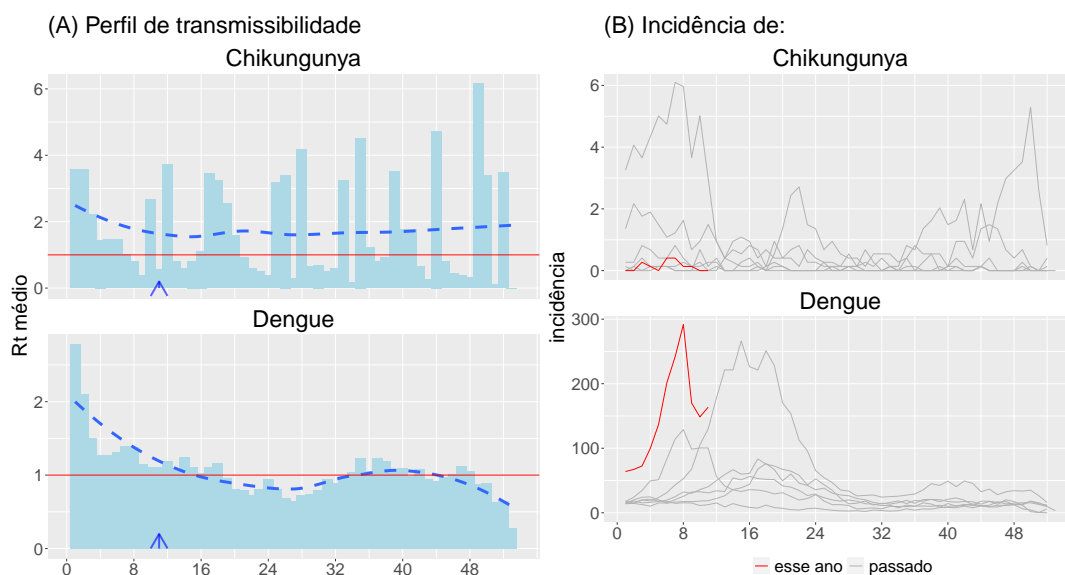 (A) Perfil de transmissibilidade
Chikungunya
6
4
2
0
Dengue
2
1
0
0 8 16 24 32 40 48
Rt médio
(B) Incidência de:
Chikungunya
6
4
2
0
Dengue
300
200
100
0
0 8 16 24 32 40 48
incidência
esse ano passado